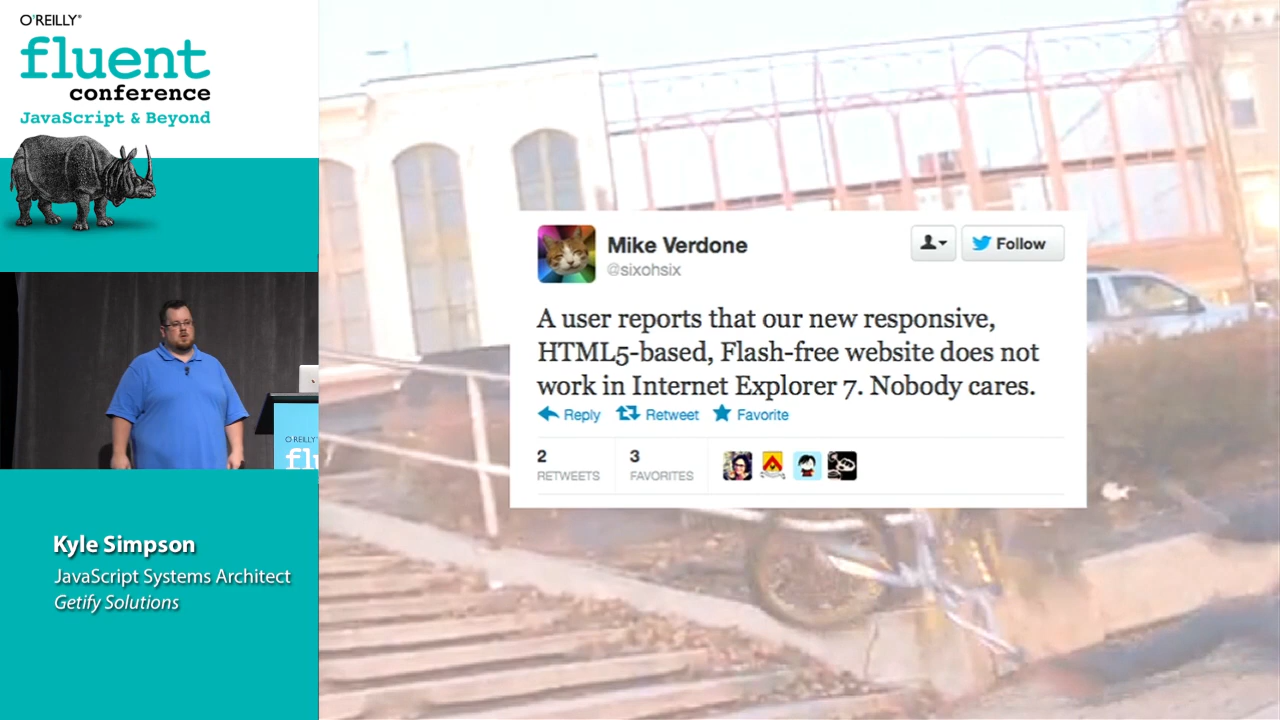 O'REILLY®
fluent
conference
JavaScript & Beyond
O'REILLY
fl
Kyle Simpson
JavaScript Systems Architect
Getify Solutions
Mike Verdone
@sixohsix
Follow
A user reports that our new responsive,
HTML5-based, Flash-free website does not
work in Internet Explorer 7. Nobody cares.
Reply Retweet Favorite
2 3
RETWEETS FAVORITES